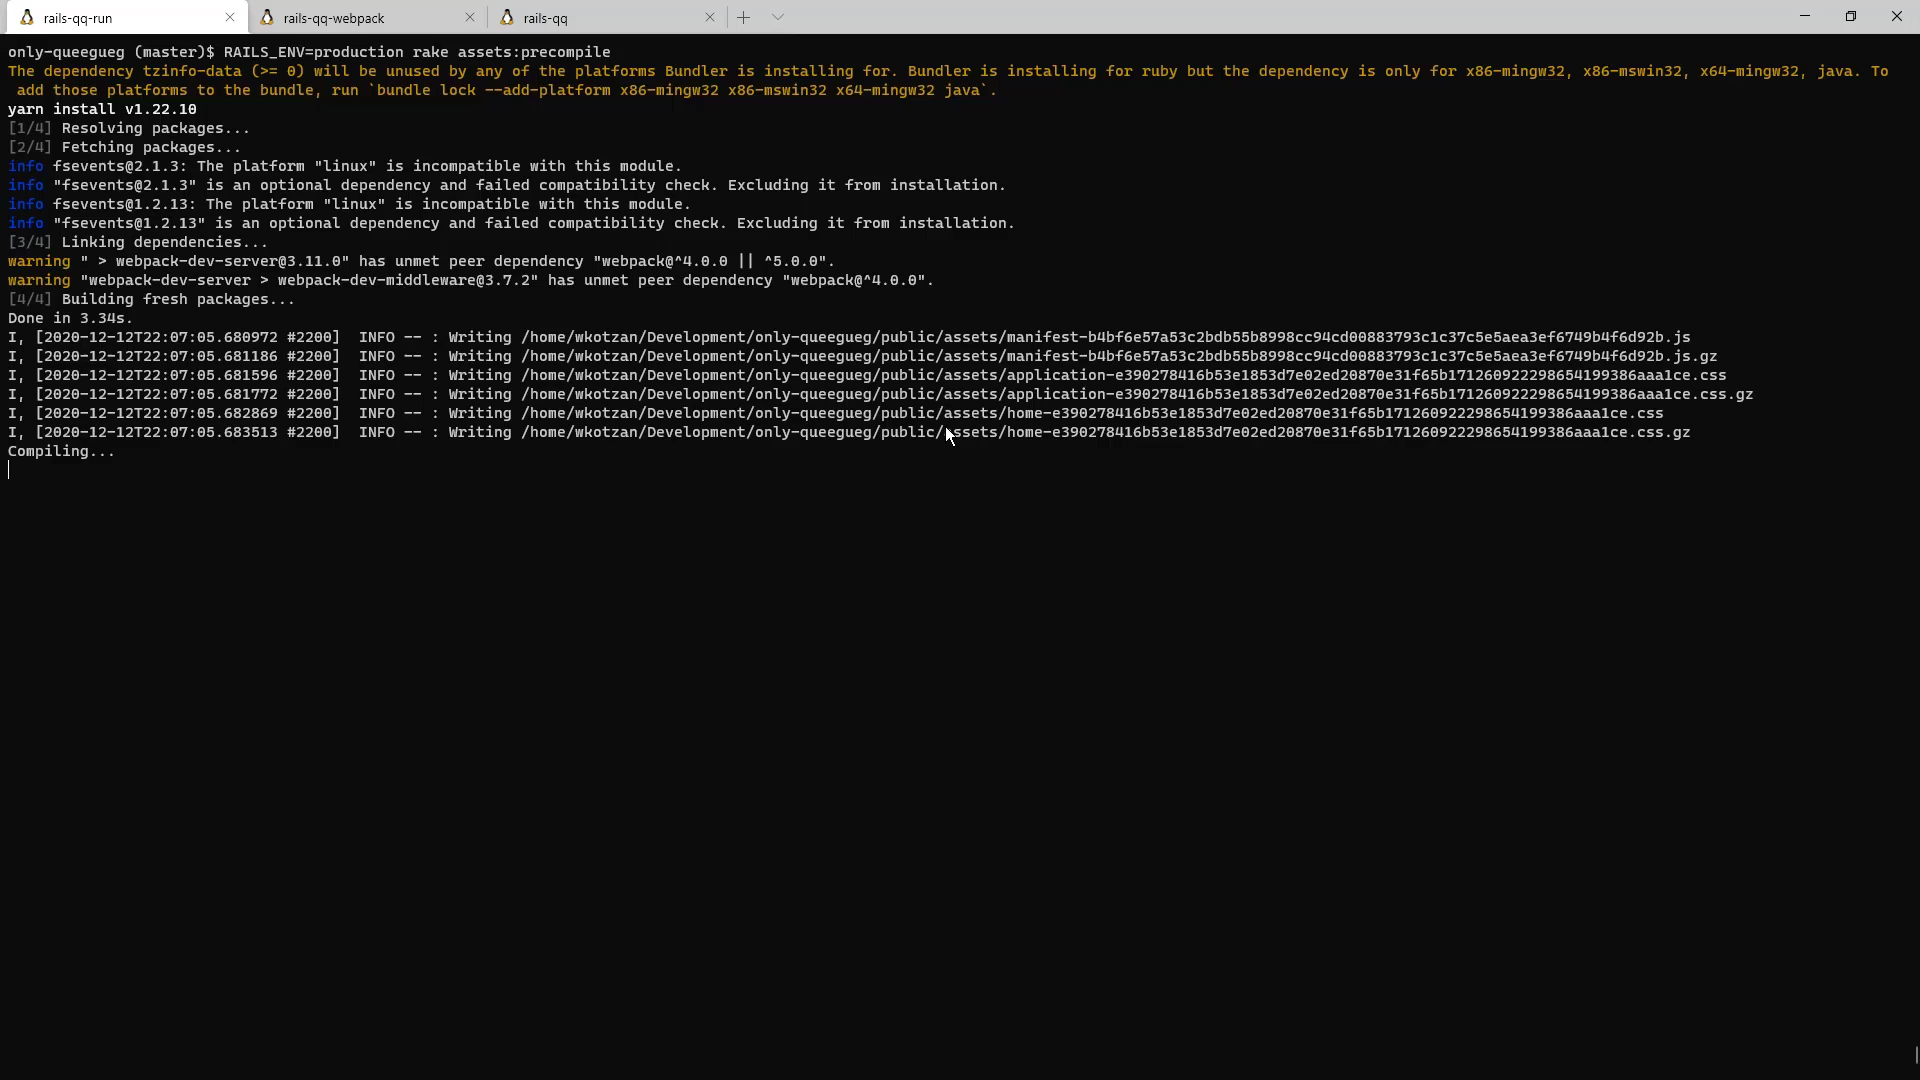 rails-qq-run
rails-qq-webpack
rails-qq
only-queegueg (master)$ RAILS_ENV=production rake assets:precompile
The dependency tzinfo-data (>= 0) will be unused by any of the platforms Bundler is installing for. Bundler is installing for ruby but the dependency is only for x86-mingw32, x86-mswin32, x64-mingw32, java. To
add those platforms to the bundle, run `bundle lock --add-platform x86-mingw32 x86-mswin32 x64-mingw32 java`.
yarn install v1.22.10
[1/4] Resolving packages...
[2/4] Fetching packages...
info fsevents@2.1.3: The platform "linux" is incompatible with this module.
info "fsevents@2.1.3" is an optional dependency and failed compatibility check. Excluding it from installation.
info fsevents@1.2.13: The platform "linux" is incompatible with this module.
info "fsevents@1.2.13" is an optional dependency and failed compatibility check. Excluding it from installation.
[3/4] Linking dependencies...
warning " > webpack-dev-server@3.11.0" has unmet peer dependency "webpack@^4.0.0 || ^5.0.0".
warning "webpack-dev-server > webpack-dev-middleware@3.7.2" has unmet peer dependency "webpack@^4.0.0".
[4/4] Building fresh packages...
Done in 3.34s.
I, [2020-12-12T22:07:05.680972 #2200]  INFO -- : Writing /home/wkotzan/Development/only-queegueg/public/assets/manifest-b4bf6e57a53c2bdb55b8998cc94cd00883793c1c37c5e5aea3ef6749b4f6d92b.js
I, [2020-12-12T22:07:05.681186 #2200]  INFO -- : Writing /home/wkotzan/Development/only-queegueg/public/assets/manifest-b4bf6e57a53c2bdb55b8998cc94cd00883793c1c37c5e5aea3ef6749b4f6d92b.js.gz
I, [2020-12-12T22:07:05.681596 #2200]  INFO -- : Writing /home/wkotzan/Development/only-queegueg/public/assets/application-e390278416b53e1853d7e02ed20870e31f65b171260922298654199386aaa1ce.css
I, [2020-12-12T22:07:05.681772 #2200]  INFO -- : Writing /home/wkotzan/Development/only-queegueg/public/assets/application-e390278416b53e1853d7e02ed20870e31f65b171260922298654199386aaa1ce.css.gz
I, [2020-12-12T22:07:05.682869 #2200]  INFO -- : Writing /home/wkotzan/Development/only-queegueg/public/assets/home-e390278416b53e1853d7e02ed20870e31f65b171260922298654199386aaa1ce.css
I, [2020-12-12T22:07:05.683513 #2200]  INFO -- : Writing /home/wkotzan/Development/only-queegueg/public/assets/home-e390278416b53e1853d7e02ed20870e31f65b171260922298654199386aaa1ce.css.gz
Compiling...